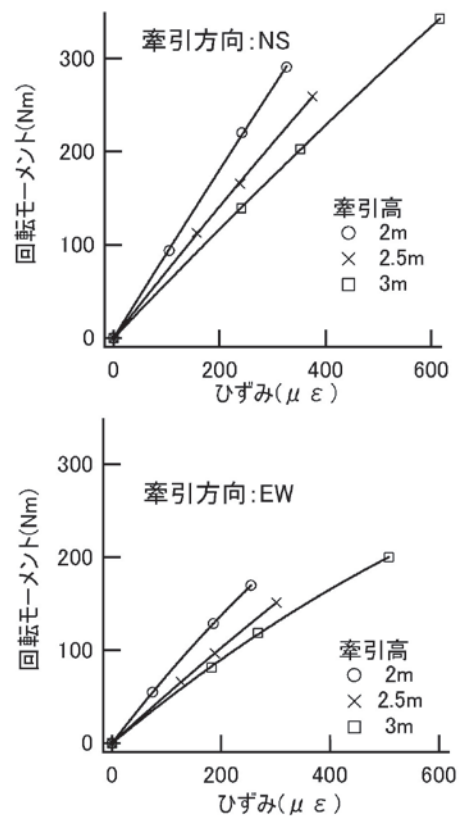 牽引方向:NS
300
200
100
0
回転モーメント(Nm)
牽引高
○ 2m
× 2.5m
□ 3m
0 200 400 600
ひずみ(μ ε)
牽引方向:EW
300
200
100
0
回転モーメント(Nm)
牽引高
○ 2m
× 2.5m
□ 3m
0 200 400 600
ひずみ(μ ε)